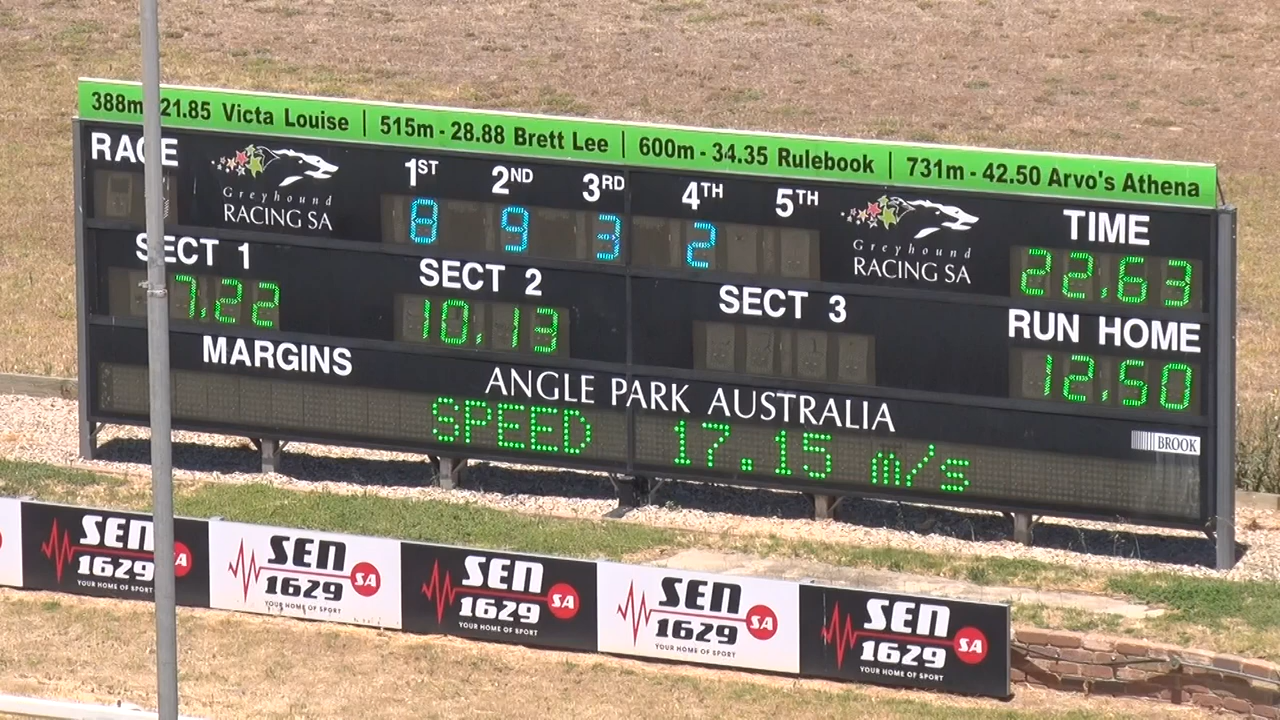 388m - 21.85 Victa Louise | 515m - 28.88 Brett Lee | 600m - 34.35 Rulebook | 731m - 42.50 Arvo's Athena
RACE
Greyhound
RACING SA
1ST 2ND 3RD 4TH 5TH
8 9 3 2
Greyhound
RACING SA
TIME
22.63
SECT 1
7.22
SECT 2
10.13
SECT 3
RUN HOME
12.50
MARGINS
ANGLE PARK AUSTRALIA
SPEED 17.15 m/s
BROOK
SEN
1629 SA
YOUR HOME OF SPORT
SEN
1629 SA
YOUR HOME OF SPORT
SEN
1629 SA
YOUR HOME OF SPORT
SEN
1629 SA
YOUR HOME OF SPORT
SEN
1629 SA
YOUR HOME OF SPORT